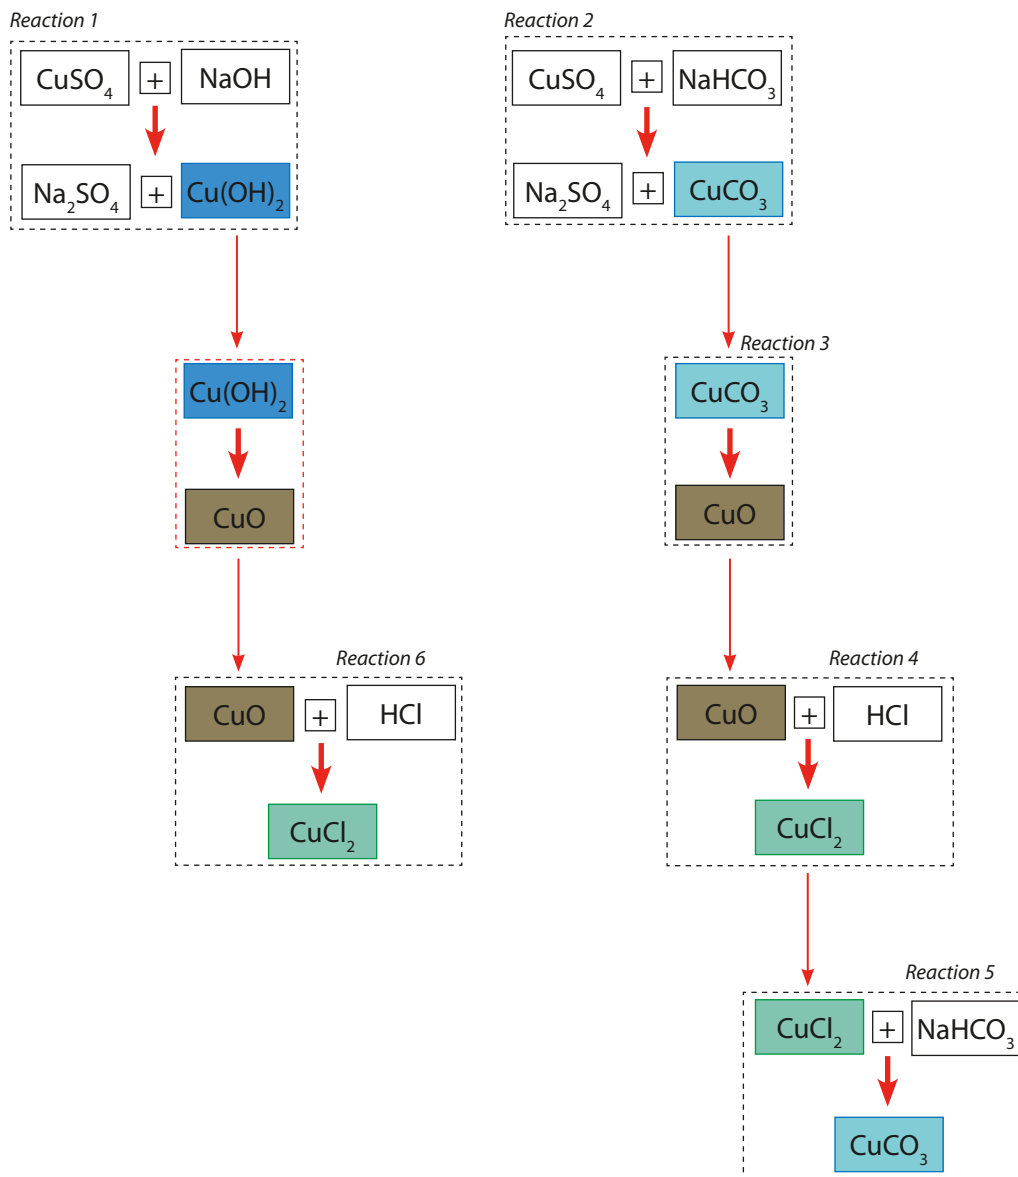 Reaction 1
CuSO₄ + NaOH
Na₂SO₄ + Cu(OH)₂
Cu(OH)₂
CuO
Reaction 6
CuO + HCl
CuCl₂
Reaction 2
CuSO₄ + NaHCO₃
Na₂SO₄ + CuCO₃
Reaction 3
CuCO₃
CuO
Reaction 4
CuO + HCl
CuCl₂
Reaction 5
CuCl₂ + NaHCO₃
CuCO₃